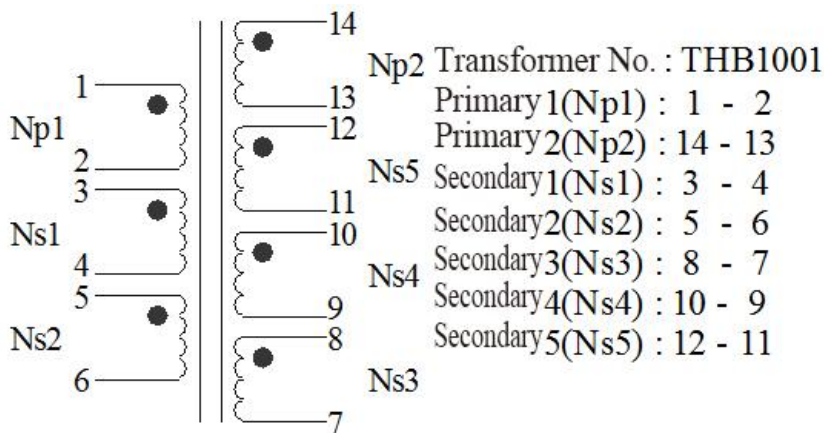 14
Np2
13
1
Np1
2
12
Ns5
11
3
Ns1
4
10
Ns4
9
5
Ns2
6
8
Ns3
7
Transformer No. : THB1001
Primary 1(Np1) : 1 - 2
Primary 2(Np2) : 14 - 13
Secondary 1(Ns1) : 3 - 4
Secondary 2(Ns2) : 5 - 6
Secondary 3(Ns3) : 8 - 7
Secondary 4(Ns4) : 10 - 9
Secondary 5(Ns5) : 12 - 11